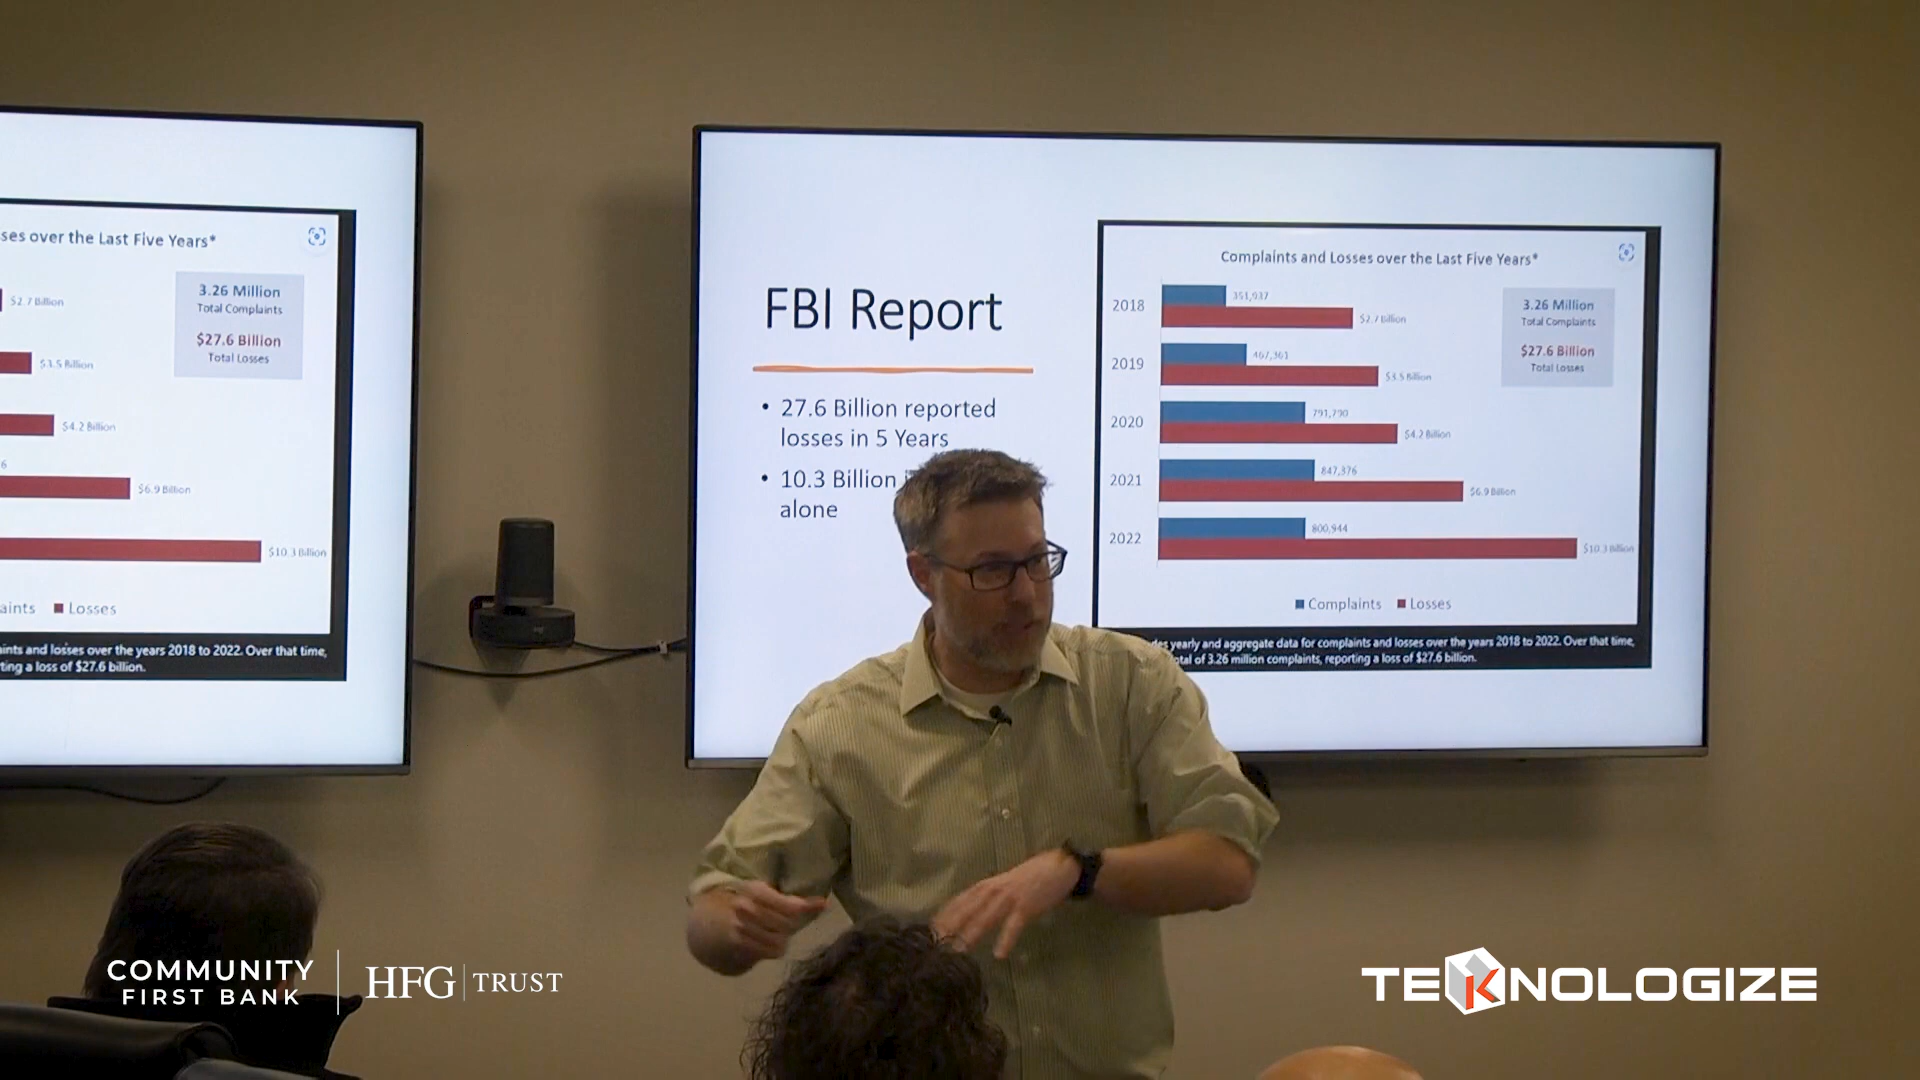 ses over the Last Five Years*
3.26 Million
Total Complaints
$27.6 Billion
Total Losses
$2.7 Billion
$3.5 Billion
$4.2 Billion
6
$6.9 Billion
$10.3 Billion
aints Losses
ints and losses over the years 2018 to 2022. Over that time,
ting a loss of $27.6 billion.
FBI Report
• 27.6 Billion reported
losses in 5 Years
• 10.3 Billion
alone
Complaints and Losses over the Last Five Years*
3.26 Million
Total Complaints
$27.6 Billion
Total Losses
2018
351,937
$2.7 Billion
2019
467,361
$3.5 Billion
2020
791,790
$4.2 Billion
2021
847,376
$6.9 Billion
2022
800,944
$10.3 Billion
Complaints Losses
des yearly and aggregate data for complaints and losses over the years 2018 to 2022. Over that time,
otal of 3.26 million complaints, reporting a loss of $27.6 billion.
COMMUNITY
FIRST BANK
HFG TRUST
TEKNOLOGIZE